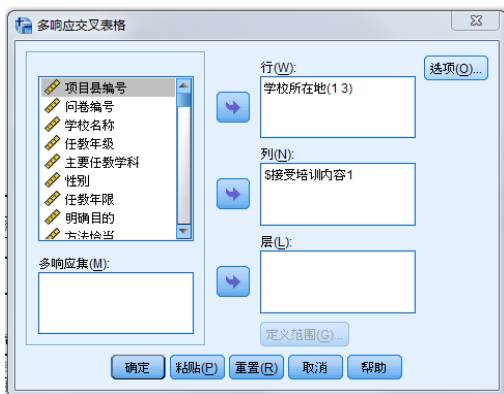 多响应交叉表格
项目县编号
问卷编号
学校名称
任教年级
主要任教学科
性别
任教年限
明确目的
方法恰当
多响应集(M):
行(W):
学校所在地(1 3)
列(N):
$接受培训内容1
层(L):
定义范围(G)...
选项(O)...
确定 粘贴(P) 重置(R) 取消 帮助